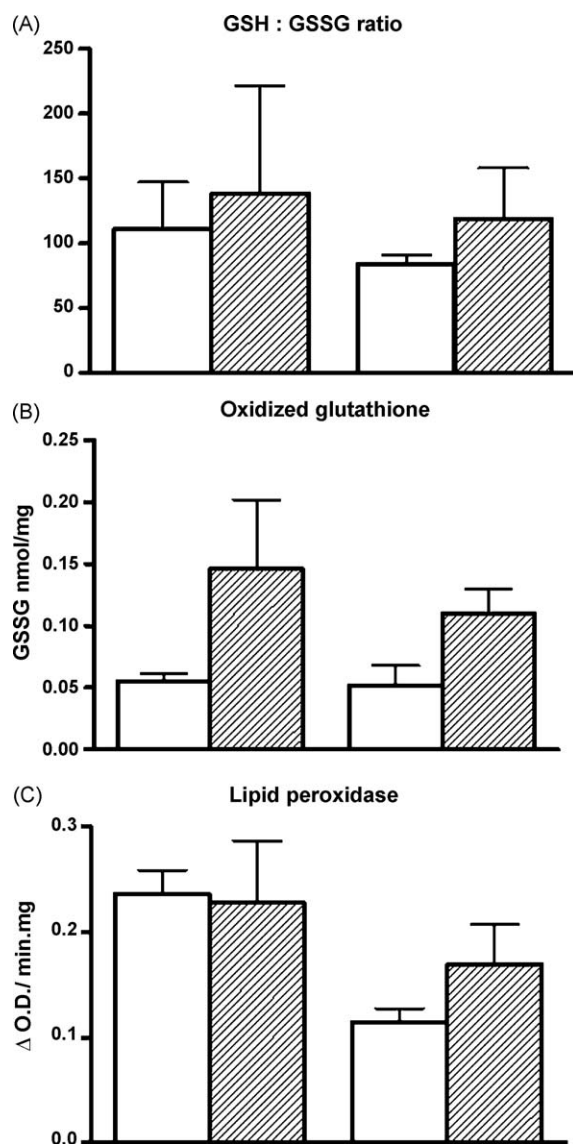 (A)
GSH : GSSG ratio
250
200
150
100
50
0
(B)
Oxidized glutathione
GSSG nmol/mg
0.25
0.20
0.15
0.10
0.05
0.00
(C)
Lipid peroxidase
Δ O.D./ min.mg
0.3
0.2
0.1
0.0